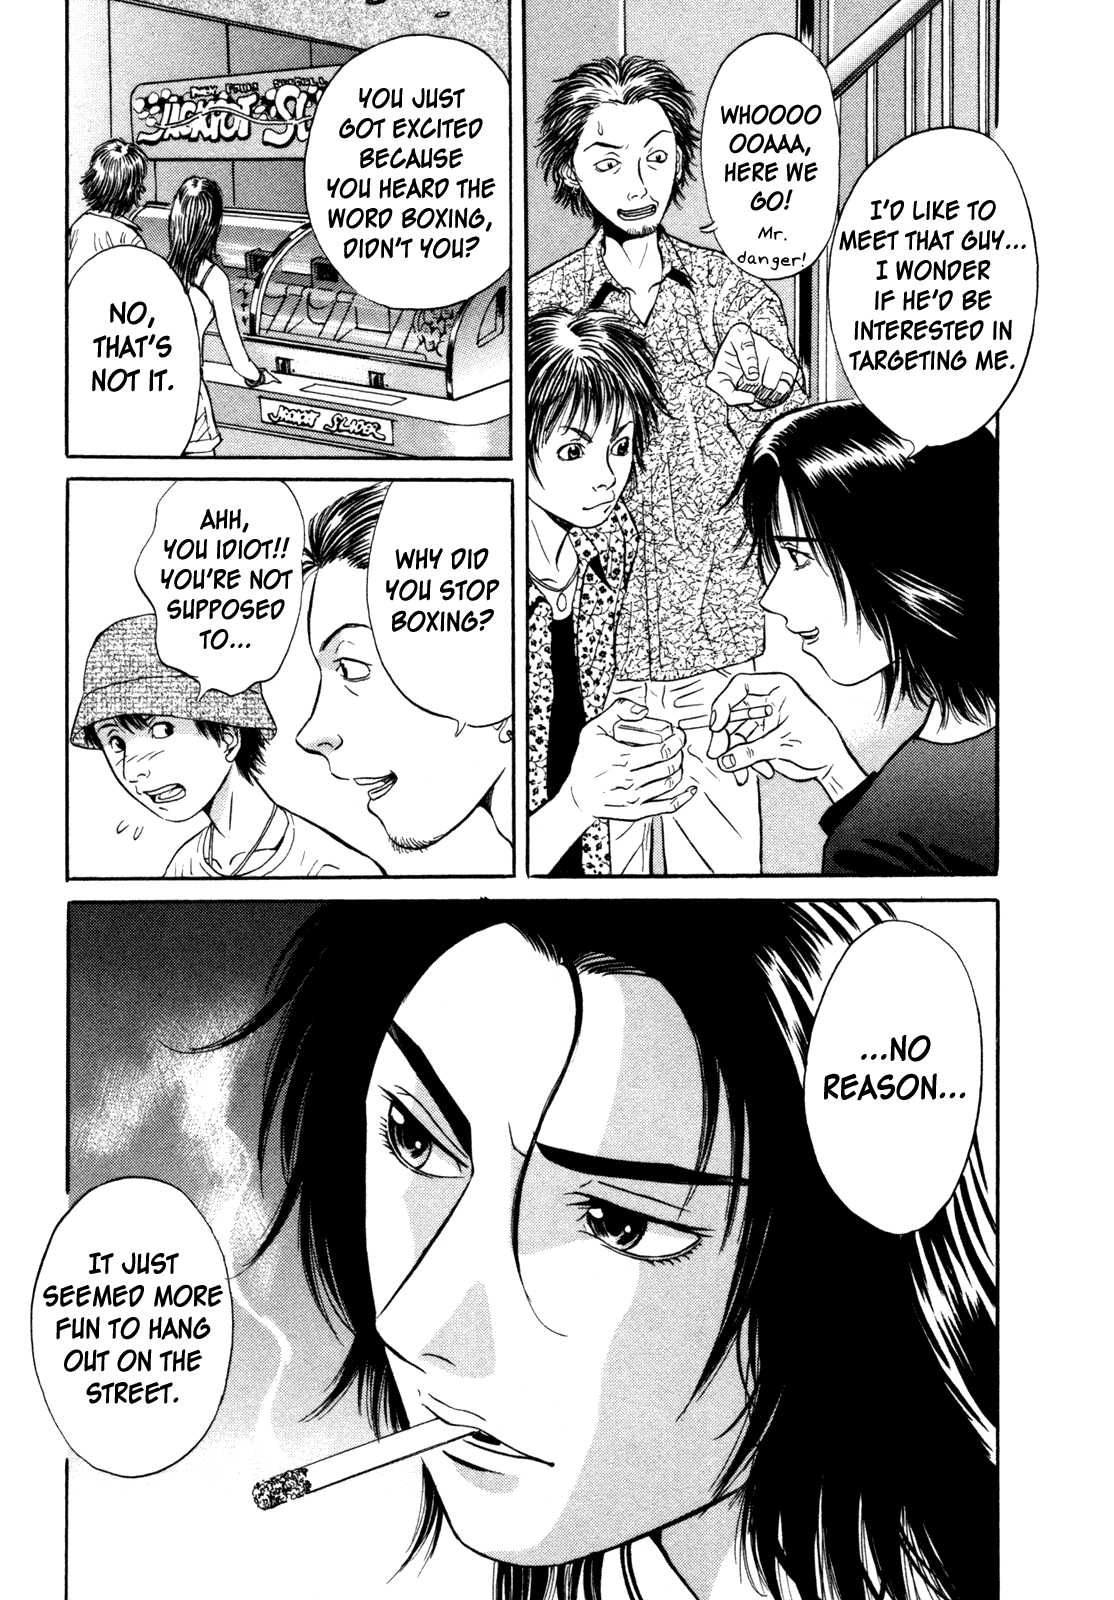 I'D LIKE TO
MEET THAT GUY...
I WONDER
IF HE'D BE
INTERESTED IN
TARGETING ME.
WHOOOO
OOAAA,
HERE WE
GO!
Mr.
danger!
YOU JUST
GOT EXCITED
BECAUSE
YOU HEARD THE
WORD BOXING,
DIDN'T YOU?
JACKPOT
NO,
THAT'S
NOT IT.
WHY DID
YOU STOP
BOXING?
AHH,
YOU IDIOT!!
YOU'RE NOT
SUPPOSED
TO...
...NO
REASON...
IT JUST
SEEMED MORE
FUN TO HANG
OUT ON THE
STREET.